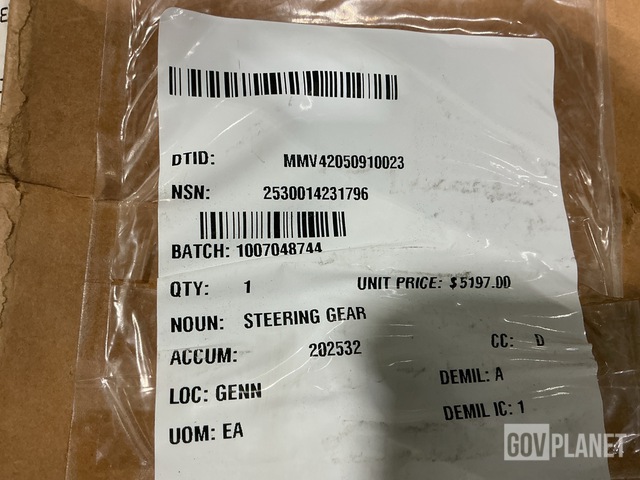 DTID: MMV42050910023
NSN: 2530014231796
BATCH: 1007048744
QTY: 1 UNIT PRICE: $5197.00
NOUN: STEERING GEAR
ACCUM: 202532 CC: D
LOC: GENN DEMIL: A
UOM: EA DEMIL IC: 1
GOVPLANET